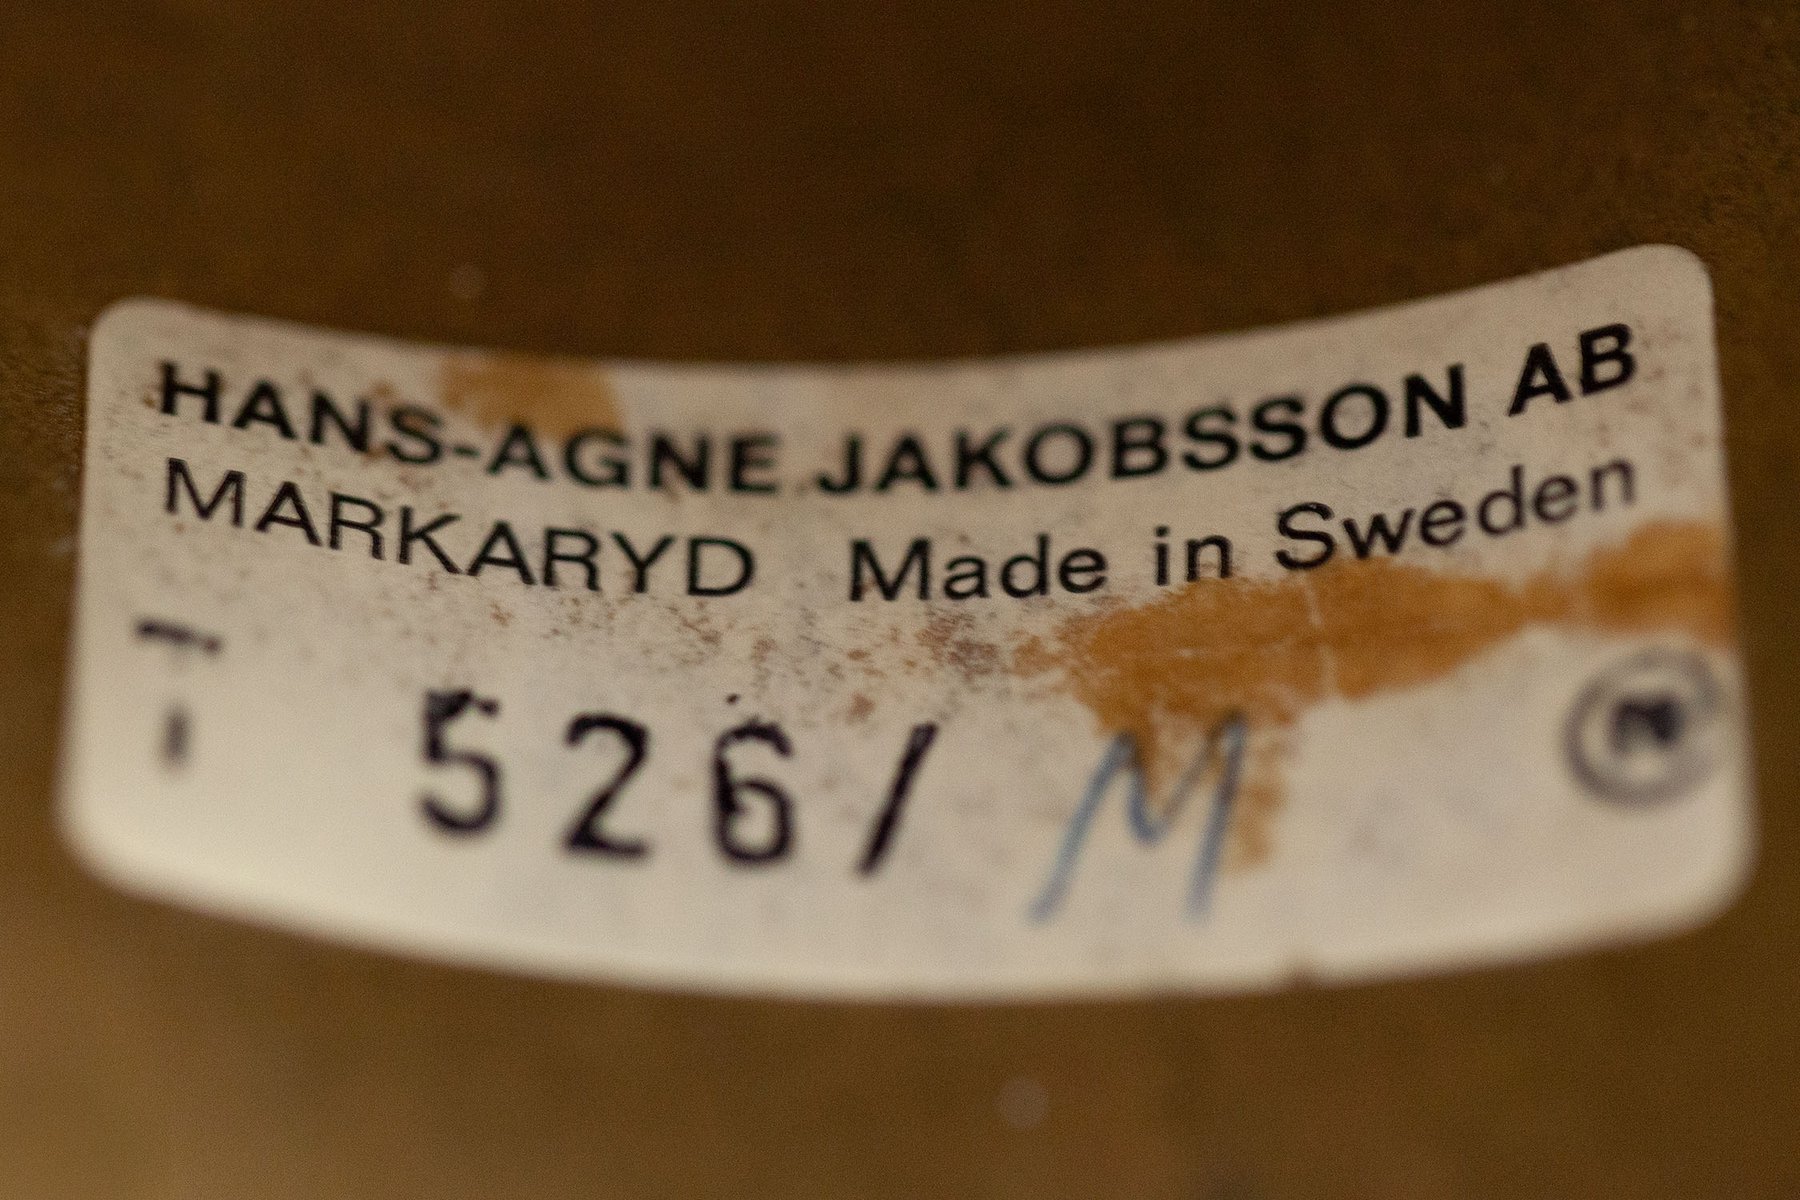 HANS-AGNE JAKOBSSON AB
MARKARYD Made in Sweden
T 526/ M